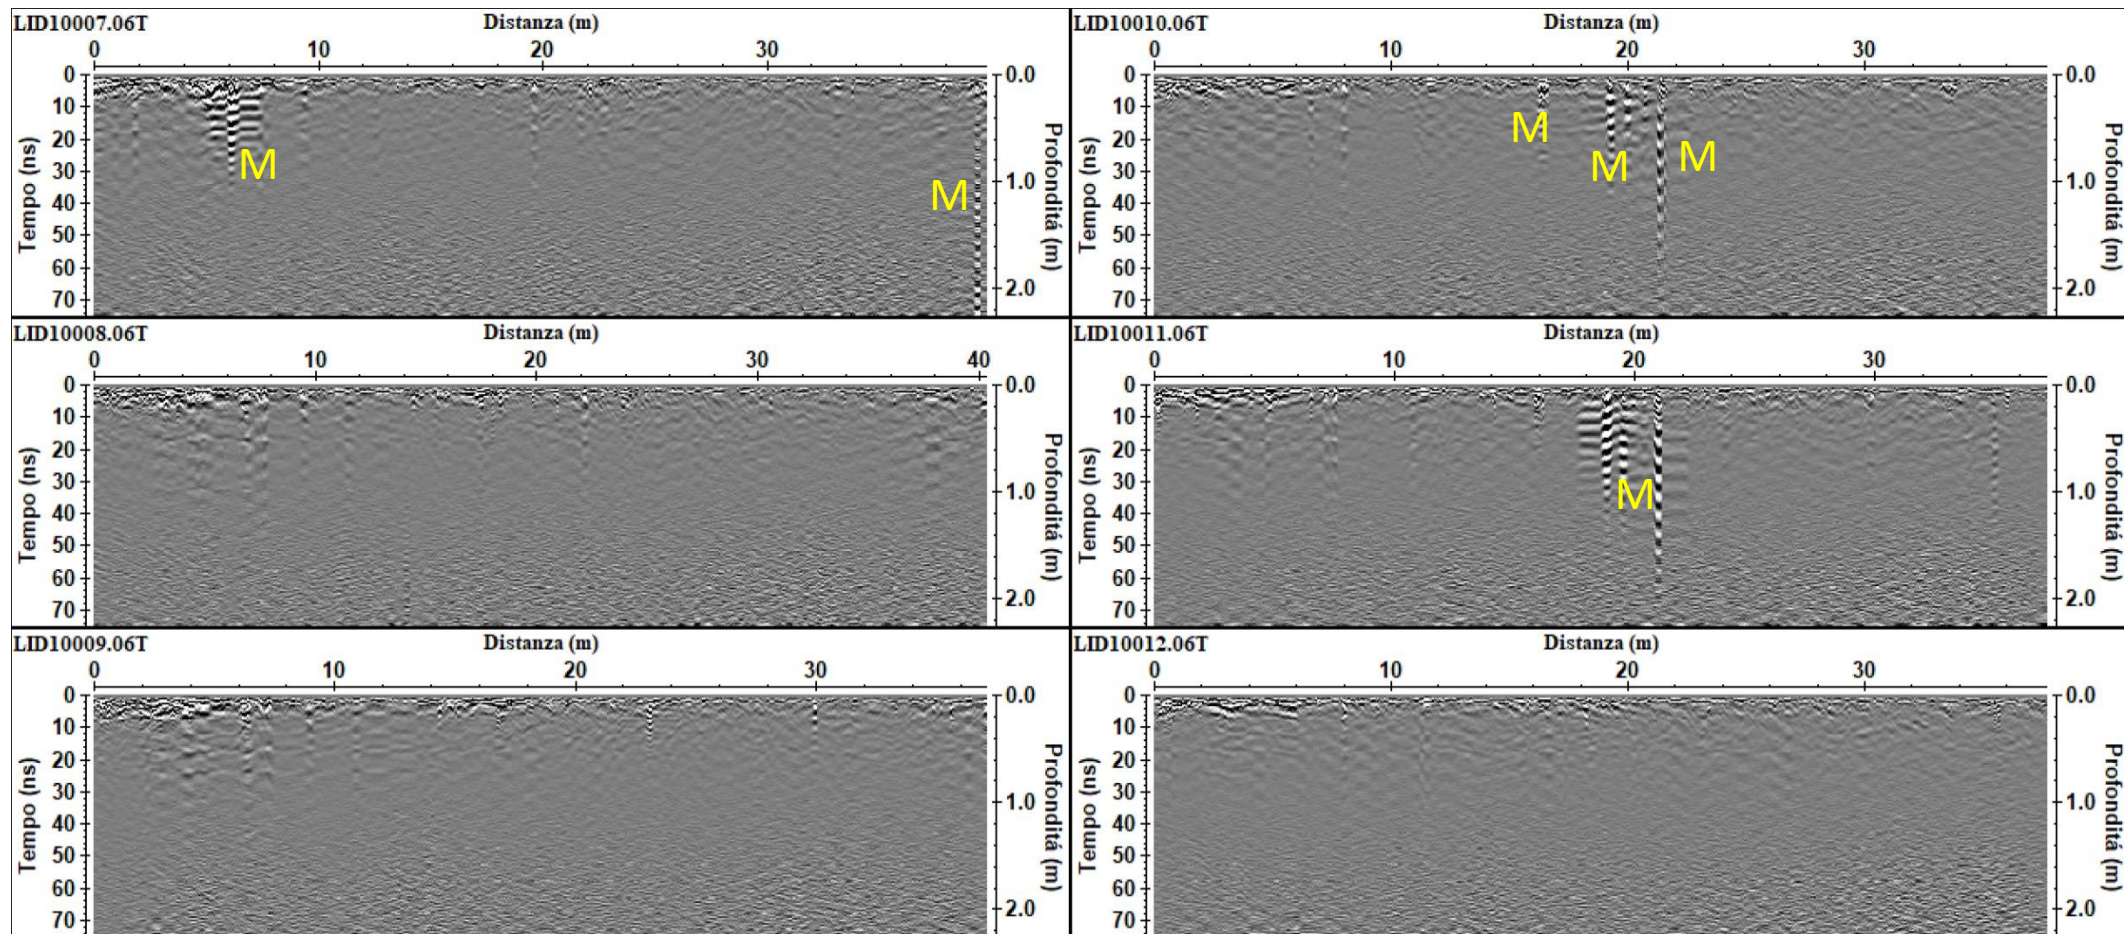 LID10007.06T Distanza (m)
0 10 20 30
0 10 20 30 40 50 60 70
Tempo (ns)
M
M
0.0 1.0 2.0
Profonditá (m)
LID10008.06T Distanza (m)
0 10 20 30 40
0 10 20 30 40 50 60 70
Tempo (ns)
0.0 1.0 2.0
Profonditá (m)
LID10009.06T Distanza (m)
0 10 20 30
0 10 20 30 40 50 60 70
Tempo (ns)
0.0 1.0 2.0
Profonditá (m)
LID10010.06T Distanza (m)
0 10 20 30
0 10 20 30 40 50 60 70
Tempo (ns)
M
M
M
0.0 1.0 2.0
Profonditá (m)
LID10011.06T Distanza (m)
0 10 20 30
0 10 20 30 40 50 60 70
Tempo (ns)
M
0.0 1.0 2.0
Profonditá (m)
LID10012.06T Distanza (m)
0 10 20 30
0 10 20 30 40 50 60 70
Tempo (ns)
0.0 1.0 2.0
Profonditá (m)